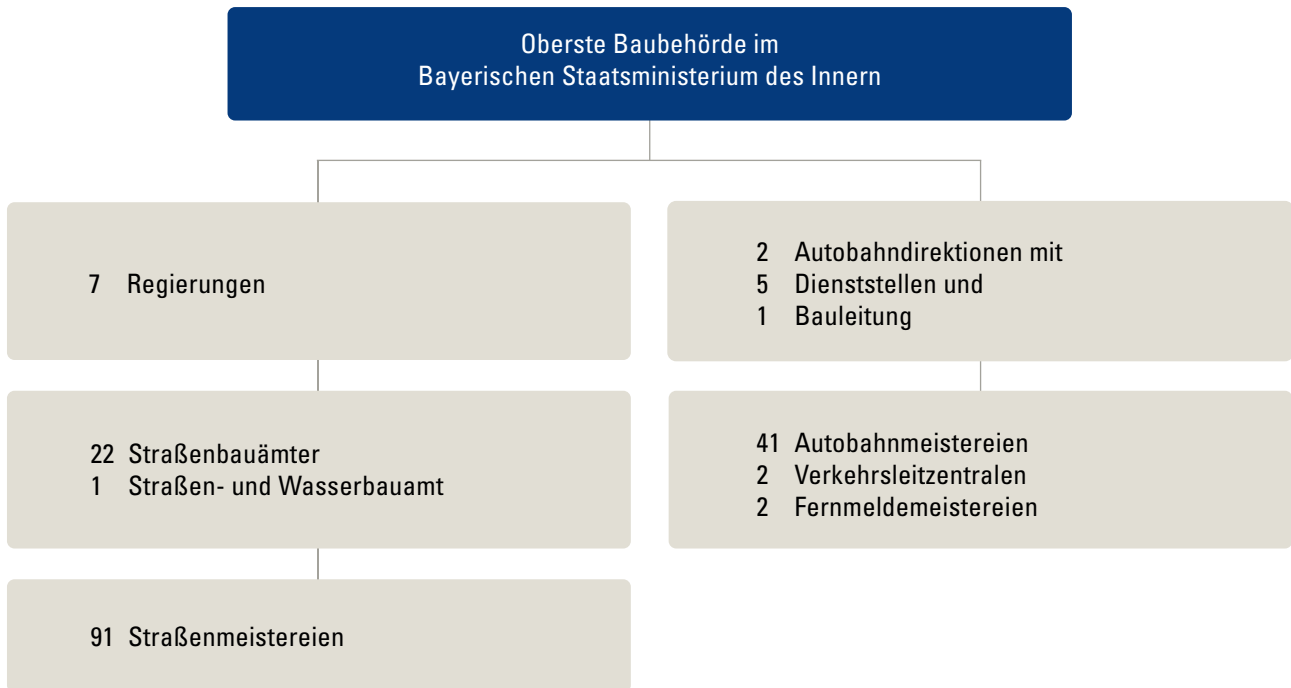 Oberste Baubehörde im
Bayerischen Staatsministerium des Innern
7 Regierungen
2 Autobahndirektionen mit
5 Dienststellen und
1 Bauleitung
22 Straßenbauämter
1 Straßen- und Wasserbauamt
41 Autobahnmeistereien
2 Verkehrsleitzentralen
2 Fernmeldemeistereien
91 Straßenmeistereien